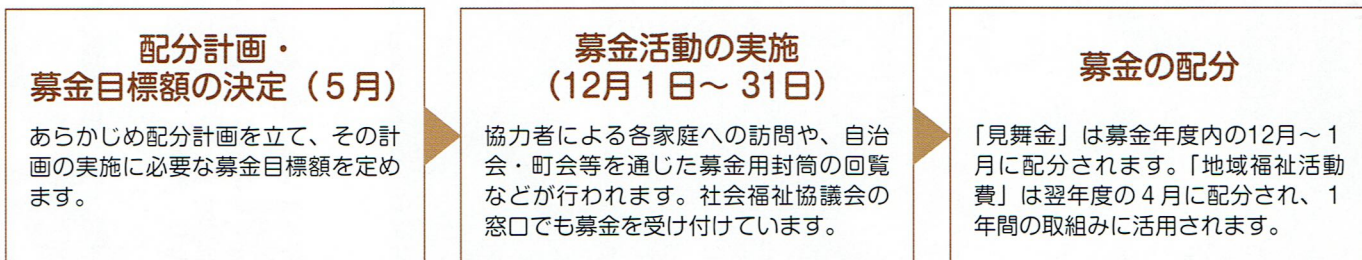 配分計画・
募金目標額の決定（５月）
あらかじめ配分計画を立て、その計
画の実施に必要な募金目標額を定め
ます。
募金活動の実施
（12月１日～ 31日）
協力者による各家庭への訪問や、自治
会・町会等を通じた募金用封筒の回覧
などが行われます。社会福祉協議会の
窓口でも募金を受け付けています。
募金の配分
「見舞金」は募金年度内の12月～１
月に配分されます。「地域福祉活動
費」は翌年度の４月に配分され、１
年間の取組みに活用されます。